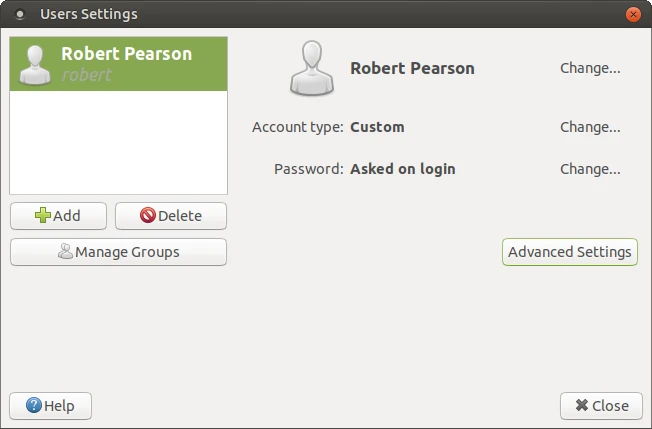 Users Settings
Robert Pearson
robert
Robert Pearson Change...
Account type: Custom Change...
Password: Asked on login Change...
Add Delete
Manage Groups
Advanced Settings
Help
Close